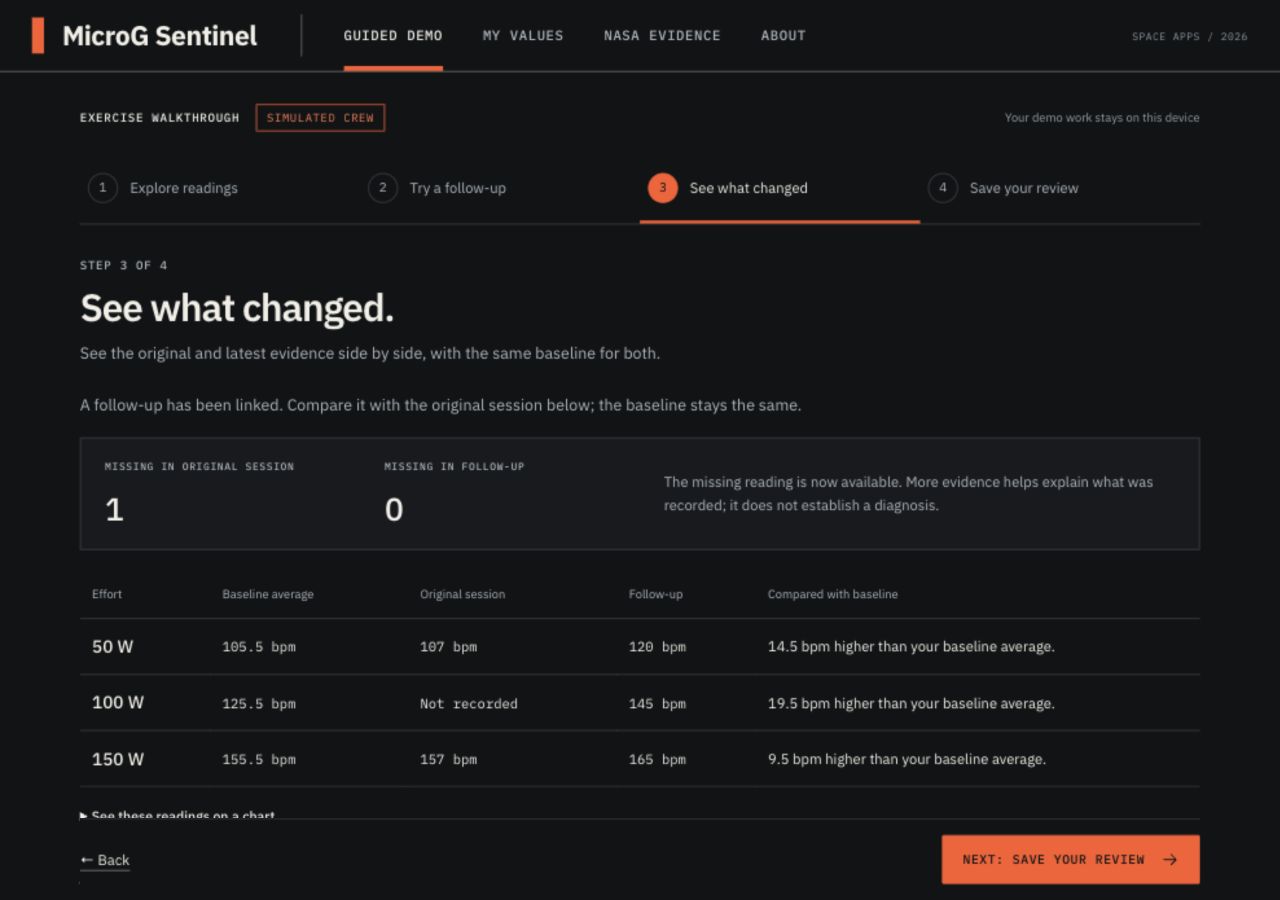 MicroG Sentinel
GUIDED DEMO
MY VALUES
NASA EVIDENCE
ABOUT
SPACE APPS / 2026
EXERCISE WALKTHROUGH
SIMULATED CREW
Your demo work stays on this device
1 Explore readings
2 Try a follow-up
3 See what changed
4 Save your review
STEP 3 OF 4
See what changed.
See the original and latest evidence side by side, with the same baseline for both.
A follow-up has been linked. Compare it with the original session below; the baseline stays the same.
MISSING IN ORIGINAL SESSION
1
MISSING IN FOLLOW-UP
0
The missing reading is now available. More evidence helps explain what was
recorded; it does not establish a diagnosis.
Effort Baseline average Original session Follow-up Compared with baseline
50 W 105.5 bpm 107 bpm 120 bpm 14.5 bpm higher than your baseline average.
100 W 125.5 bpm Not recorded 145 bpm 19.5 bpm higher than your baseline average.
150 W 155.5 bpm 157 bpm 165 bpm 9.5 bpm higher than your baseline average.
▶ See these readings on a chart
← Back
NEXT: SAVE YOUR REVIEW →